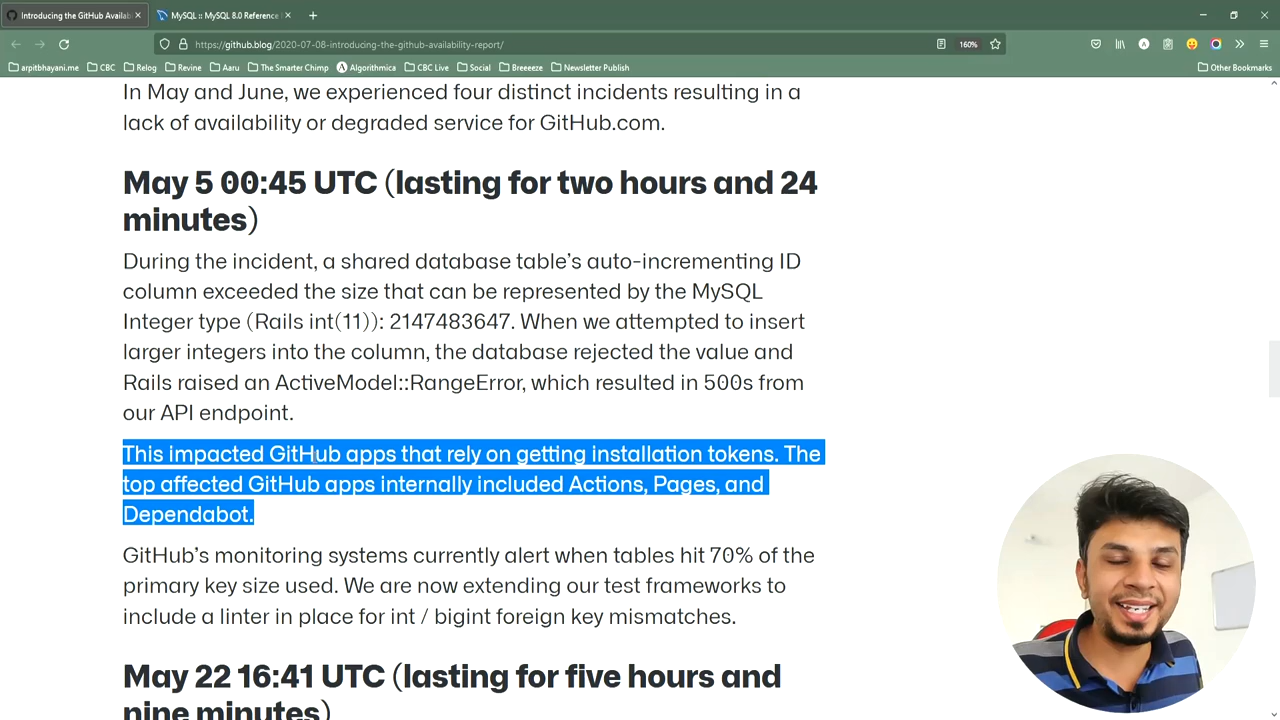 Introducing the GitHub Availab
MySQL :: MySQL 8.0 Reference
https://github.blog/2020-07-08-introducing-the-github-availability-report/
160%
arpitbhayani.me
CBC
Relog
Revine
Aaru
The Smarter Chimp
Algorithmica
CBC Live
Social
Breeeeze
Newsletter Publish
Other Bookmarks
In May and June, we experienced four distinct incidents resulting in a
lack of availability or degraded service for GitHub.com.
May 5 00:45 UTC (lasting for two hours and 24
minutes)
During the incident, a shared database table's auto-incrementing ID
column exceeded the size that can be represented by the MySQL
Integer type (Rails int(11)): 2147483647. When we attempted to insert
larger integers into the column, the database rejected the value and
Rails raised an ActiveModel::RangeError, which resulted in 500s from
our API endpoint.
This impacted GitHub apps that rely on getting installation tokens. The
top affected GitHub apps internally included Actions, Pages, and
Dependabot.
GitHub's monitoring systems currently alert when tables hit 70% of the
primary key size used. We are now extending our test frameworks to
include a linter in place for int / bigint foreign key mismatches.
May 22 16:41 UTC (lasting for five hours and
nine minutes)